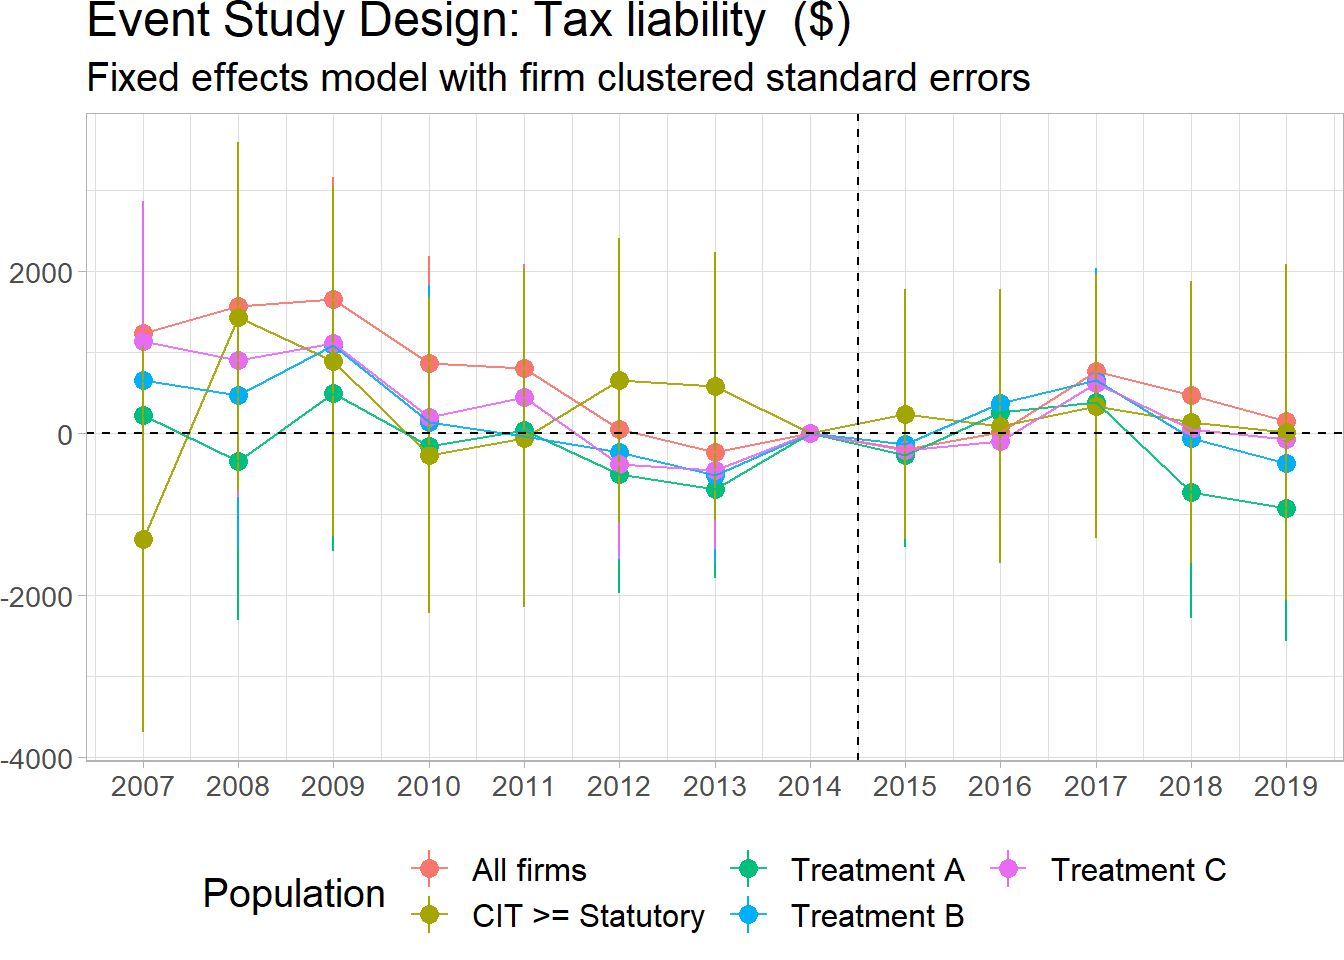 Event Study Design: Tax liability  ($)
Fixed effects model with firm clustered standard errors
2000
0
-2000
-4000
2007 2008 2009 2010 2011 2012 2013 2014 2015 2016 2017 2018 2019
Population
All firms
CIT >= Statutory
Treatment A
Treatment B
Treatment C